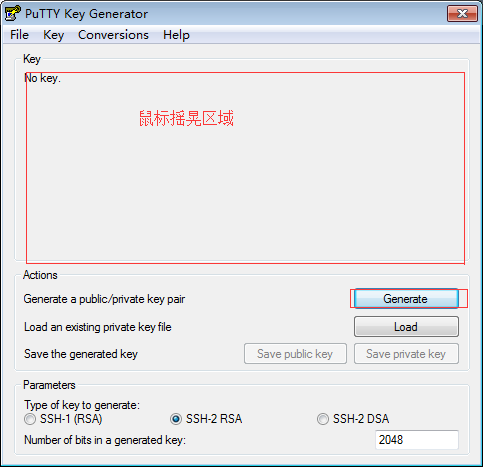 PuTTY Key Generator
File Key Conversions Help
Key
No key.
鼠标摇晃区域
Actions
Generate a public/private key pair
Generate
Load an existing private key file
Load
Save the generated key
Save public key
Save private key
Parameters
Type of key to generate:
SSH-1 (RSA)
SSH-2 RSA
SSH-2 DSA
Number of bits in a generated key:
2048